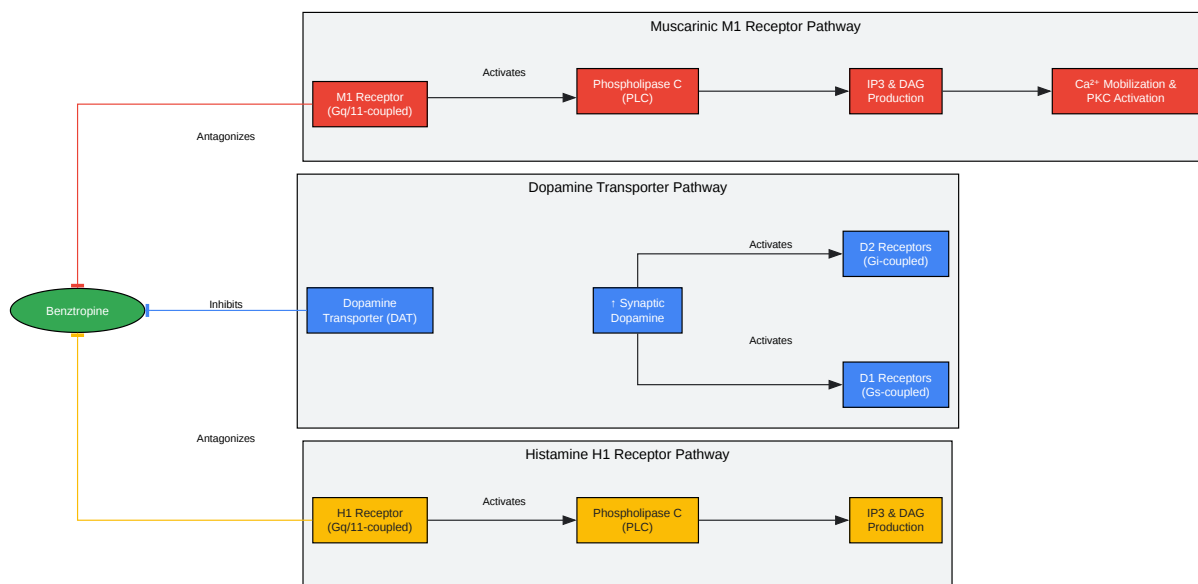 Muscarinic M1 Receptor Pathway
Activates
M1 Receptor
(Gq/11-coupled)
Phospholipase C
(PLC)
IP3 & DAG
Production
Ca²⁺ Mobilization &
PKC Activation
Antagonizes
Dopamine Transporter Pathway
Activates
D2 Receptors
(Gi-coupled)
Benztropine
Inhibits
Dopamine
Transporter (DAT)
↑ Synaptic
Dopamine
Activates
D1 Receptors
(Gs-coupled)
Antagonizes
Histamine H1 Receptor Pathway
Activates
H1 Receptor
(Gq/11-coupled)
Phospholipase C
(PLC)
IP3 & DAG
Production